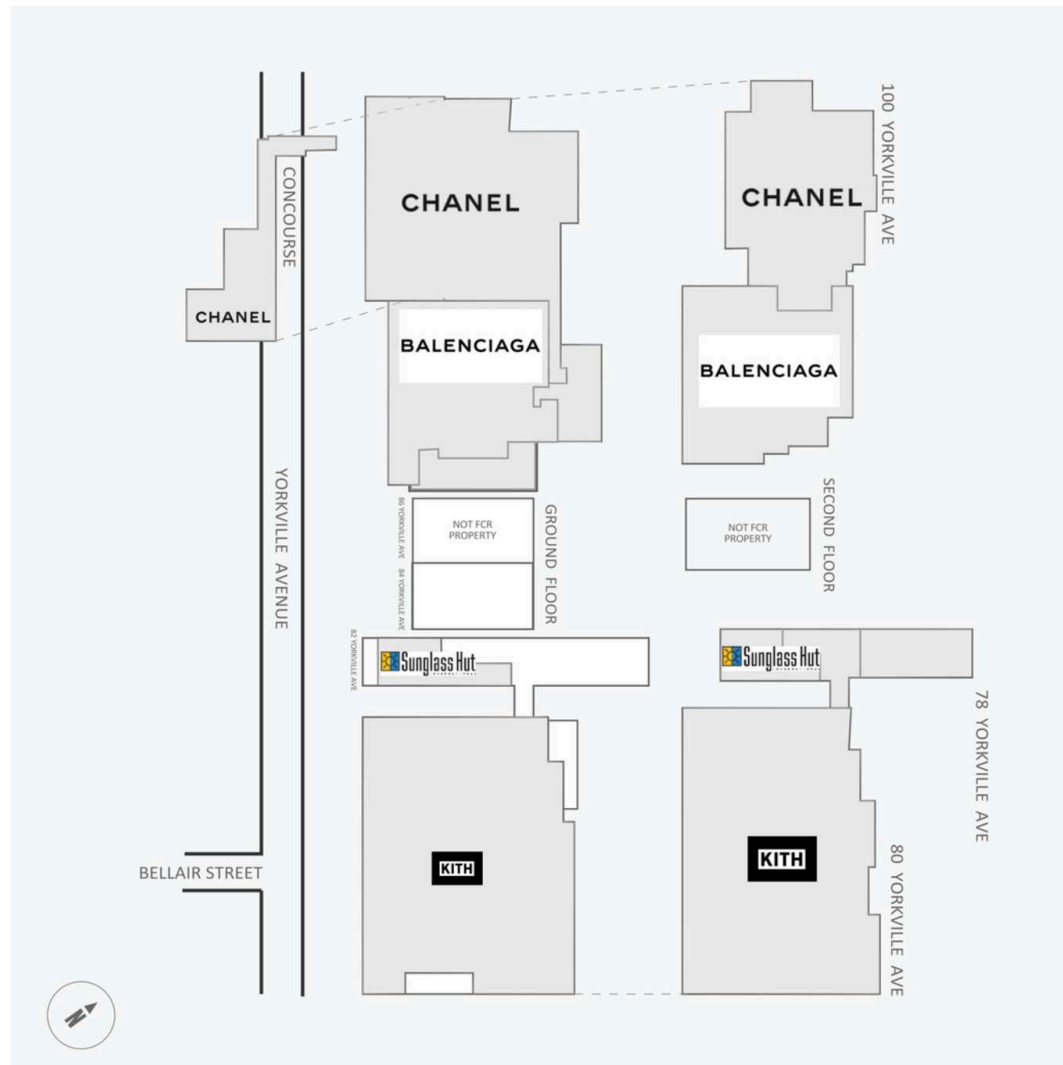 100 YORKVILLE AVE
CONCOURSE
CHANEL
CHANEL
CHANEL
BALENCIAGA
BALENCIAGA
YORKVILLE AVENUE
86 YORKVILLE AVE
NOT FCR
PROPERTY
GROUND FLOOR
NOT FCR
PROPERTY
SECOND FLOOR
84 YORKVILLE AVE
82 YORKVILLE AVE
Sunglass Hut
Sunglass Hut
78 YORKVILLE AVE
KITH
KITH
80 YORKVILLE AVE
BELLAIR STREET
N